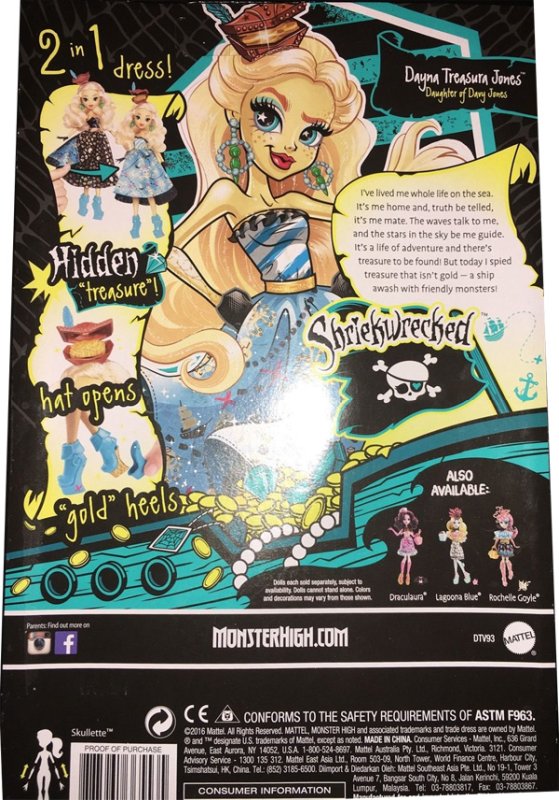 2 in 1 dress!
Dayna Treasura Jones™
Daughter of Davy Jones
I've lived me whole life on the sea.
It's me home and, truth be telled,
it's me mate. The waves talk to me,
and the stars in the sky be me guide.
It's a life of adventure and there's
treasure to be found! But today I spied
treasure that isn't gold — a ship
awash with friendly monsters!
Hidden
"treasure"!
Shriekwrecked™
hat opens
"gold" heels
ALSO
AVAILABLE:
Draculaura® Lagoona Blue® Rochelle Goyle®
Dolls each sold separately, subject to
availability. Dolls cannot stand alone. Colors
and decorations may vary from those shown.
Parents: Find out more on
f
MONSTERHIGH.COM
DTV93
MATTEL
Skullette™
PROOF OF PURCHASE
CE CONFORMS TO THE SAFETY REQUIREMENTS OF ASTM F963.
©2016 Mattel. All Rights Reserved. MATTEL, MONSTER HIGH and associated trademarks and trade dress are owned by Mattel.
® and ™ designate U.S. trademarks of Mattel, except as noted. MADE IN CHINA. CONSUMER INFORMATION: Mattel, Inc., 636 Girard
Avenue, East Aurora, NY 14052, U.S.A. 1-800-524-8697. Mattel Australia Pty. Ltd., Richmond, Victoria. 3121. Consumer
Advisory Service - 1300 135 312. Mattel East Asia Ltd., Room 503-09, North Tower, World Finance Centre, Harbour City,
Tsimshatsui, HK, China. Tel.: (852) 3185-6500. Diimport & Diedarkan Oleh: Mattel Southeast Asia Pte. Ltd., No 19-1, Tower 3
Avenue 7, Bangsar South City, No 8, Jalan Kerinchi, 59200 Kuala
Lumpur, Malaysia. Tel: 03-78803817, Fax: 03-78803867.
CONSUMER INFORMATION